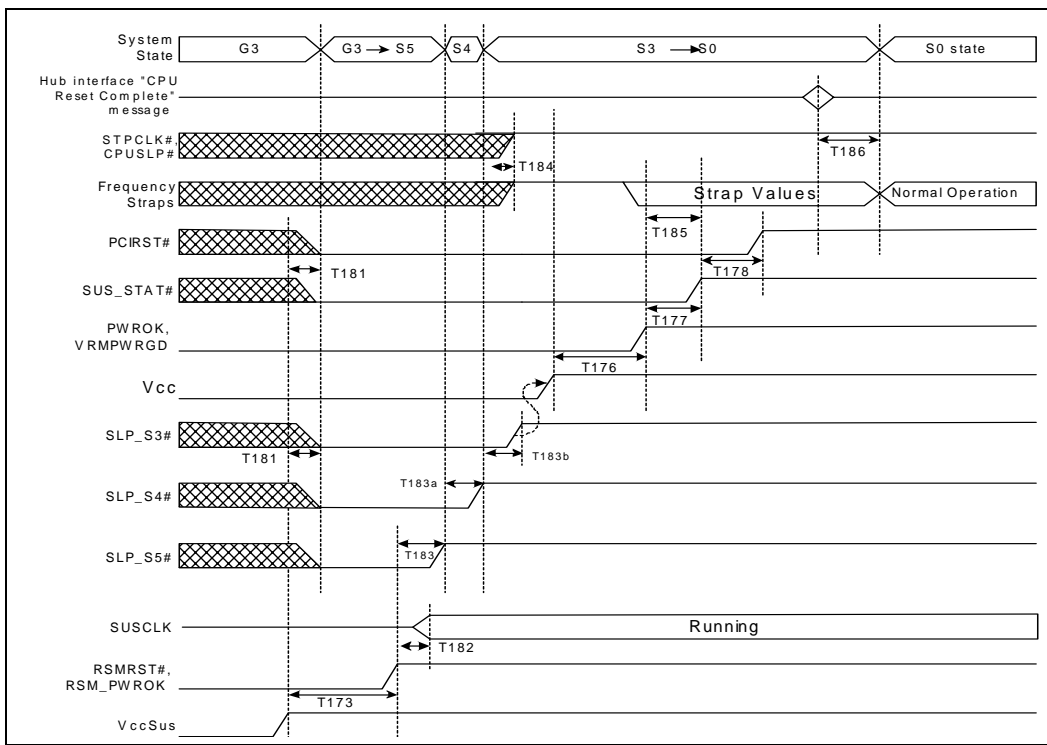 System
State
G3
G3 → S5
S4
S3 → S0
S0 state
Hub interface "CPU
Reset Complete"
message
T186
STPCLK#,
CPUSLP#
T184
Frequency
Straps
Strap Values
Normal Operation
T185
PCIRST#
T181
T178
SUS_STAT#
T177
PWROK,
VRMPWRGD
T176
Vcc
SLP_S3#
T181
T183b
SLP_S4#
T183a
SLP_S5#
T183
SUSCLK
Running
T182
RSMRST#,
RSM_PWROK
T173
VccSus